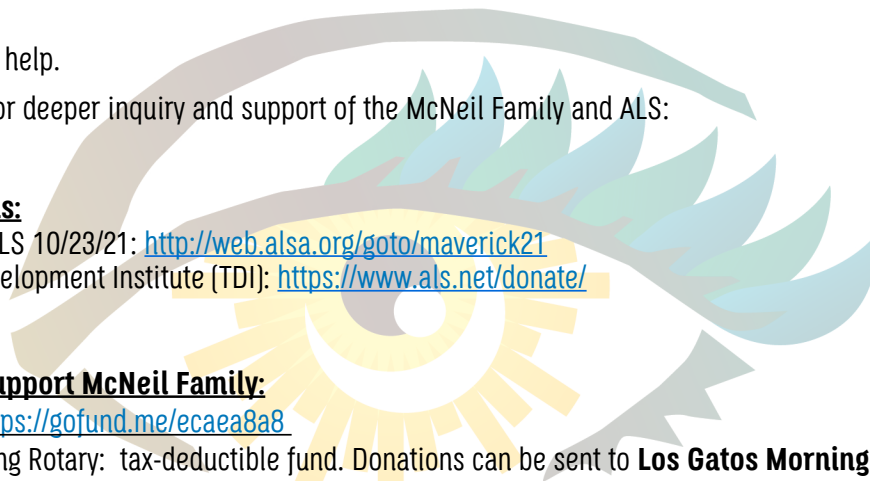 help.
or deeper inquiry and support of the McNeil Family and ALS:
s:
LS 10/23/21: http://web.alsa.org/goto/maverick21
elopment Institute (TDI): https://www.als.net/donate/
upport McNeil Family:
ps://gofund.me/ecaea8a8
ng Rotary: tax-deductible fund. Donations can be sent to Los Gatos Morning